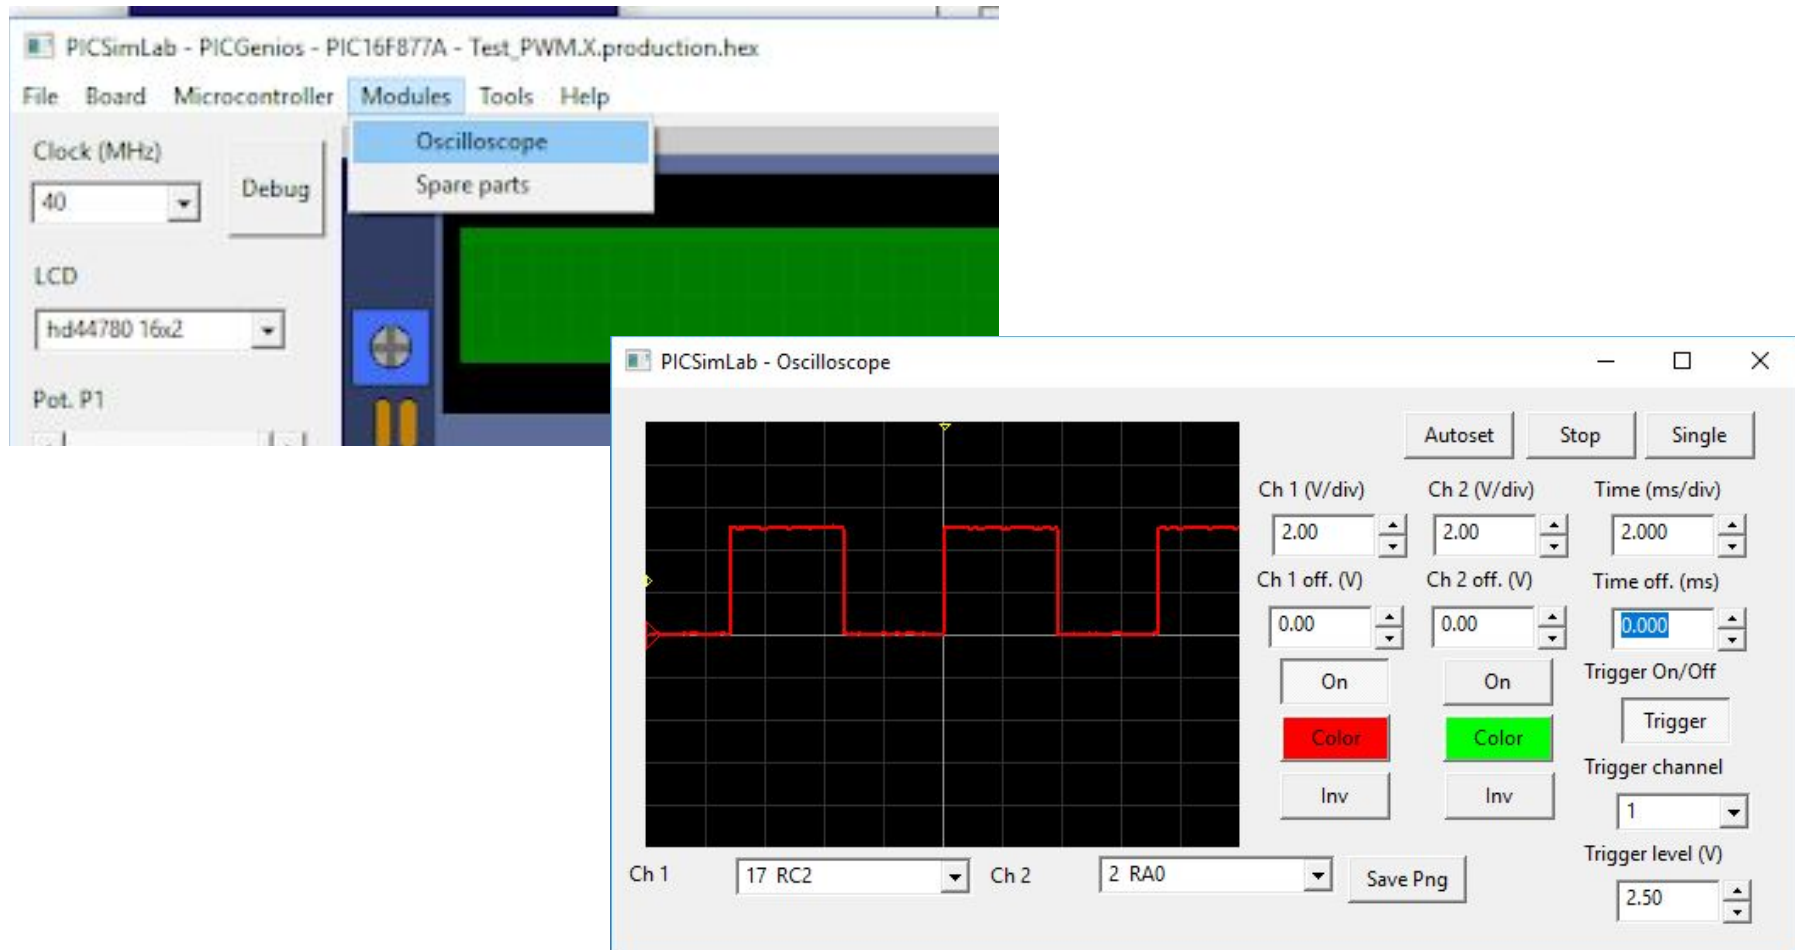 PICSimLab - PICGenios - PIC16F877A - Test_PWM.X.production.hex
File Board Microcontroller Modules Tools Help
Oscilloscope
Spare parts
Clock (MHz)
40
Debug
LCD
hd44780 16x2
Pot. P1
PICSimLab - Oscilloscope
Autoset Stop Single
Ch 1 (V/div) Ch 2 (V/div) Time (ms/div)
2.00 2.00 2.000
Ch 1 off. (V) Ch 2 off. (V) Time off. (ms)
0.00 0.00 0.000
On On Trigger On/Off
Color Color Trigger
Trigger channel
Inv Inv 1
Trigger level (V)
2.50
Ch 1 17 RC2 Ch 2 2 RA0 Save Png